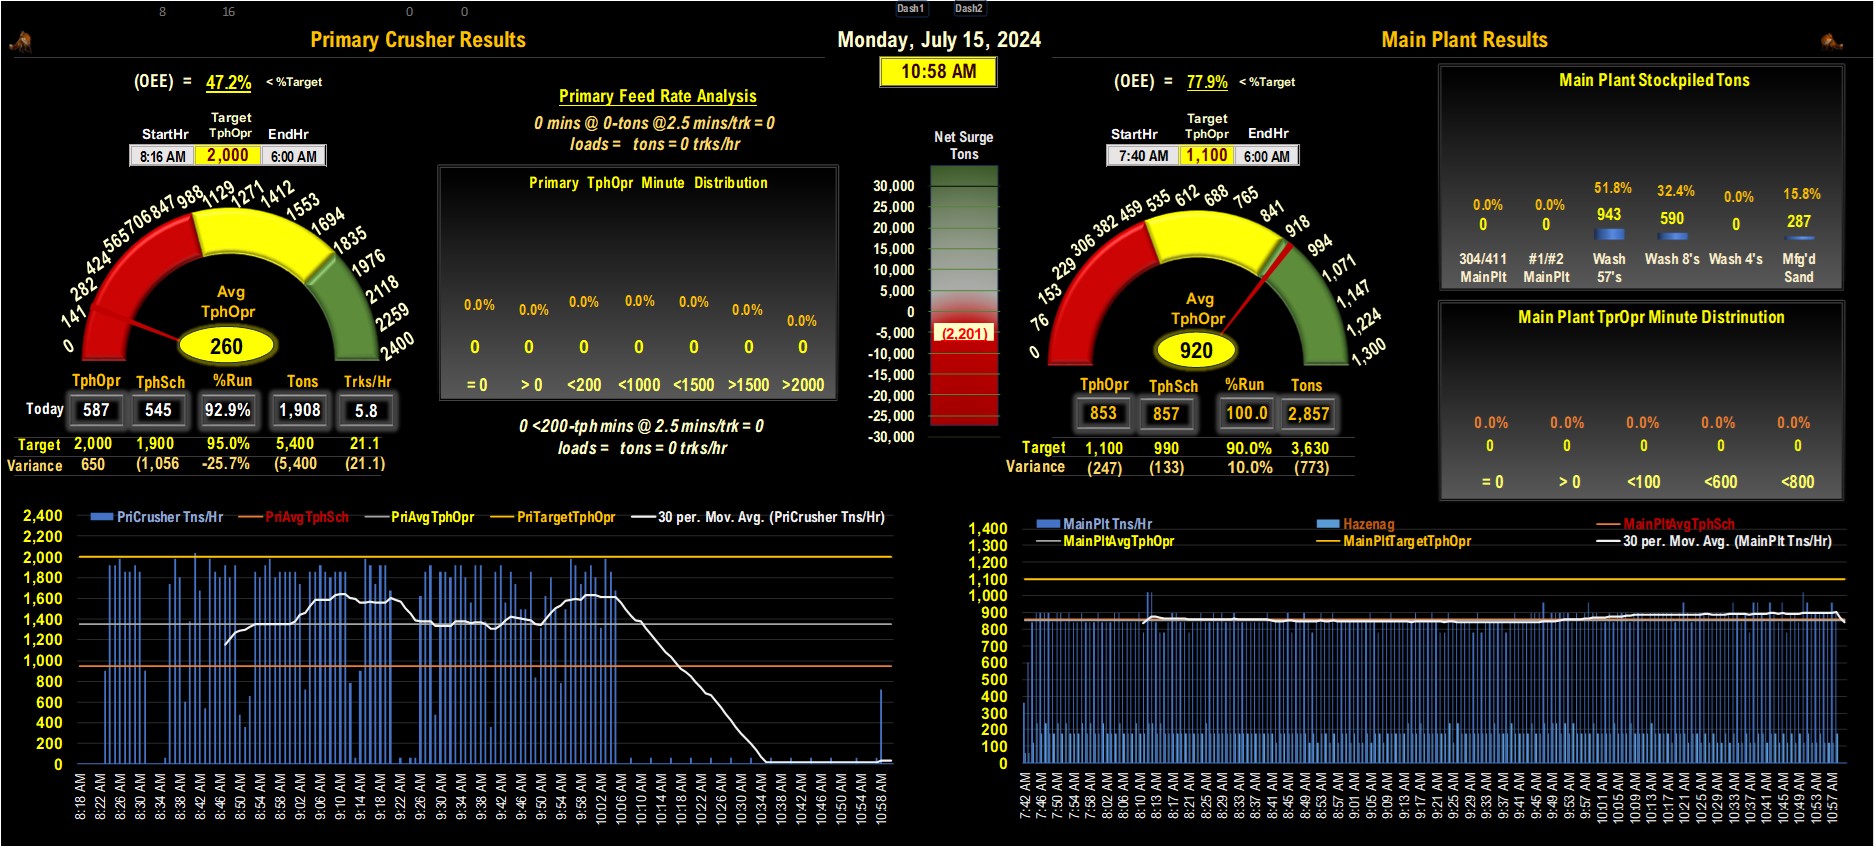 8 16 0 0 Dash1 Dash2
Primary Crusher Results
Monday, July 15, 2024
10:58 AM
Main Plant Results
(OEE) = 47.2% < %Target
Target
StartHr TphOpr EndHr
8:16 AM 2,000 6:00 AM
0 141 282 424 565 706 847 988 1129 1271 1412 1553 1694 1835 1976 2118 2259 2400
Avg
TphOpr
260
TphOpr TphSch %Run Tons Trks/Hr
Today 587 545 92.9% 1,908 5.8
Target 2,000 1,900 95.0% 5,400 21.1
Variance 650 (1,056 -25.7% (5,400 (21.1)
Primary Feed Rate Analysis
0 mins @ 0-tons @2.5 mins/trk = 0
loads = tons = 0 trks/hr
Primary TphOpr Minute Distribution
0.0% 0.0% 0.0% 0.0% 0.0% 0.0% 0.0%
0 0 0 0 0 0 0
= 0 > 0 <200 <1000 <1500 >1500 >2000
0 <200-tph mins @ 2.5 mins/trk = 0
loads = tons = 0 trks/hr
Net Surge
Tons
30,000
25,000
20,000
15,000
10,000
5,000
0
-5,000
(2,201)
-10,000
-15,000
-20,000
-25,000
-30,000
(OEE) = 77.9% < %Target
Target
StartHr TphOpr EndHr
7:40 AM 1,100 6:00 AM
0 76 153 229 306 382 459 535 612 688 765 841 918 994 1,071 1,147 1,224 1,300
Avg
TphOpr
920
TphOpr TphSch %Run Tons
853 857 100.0 2,857
Target 1,100 990 90.0% 3,630
Variance (247) (133) 10.0% (773)
Main Plant Stockpiled Tons
0.0% 0.0% 51.8% 32.4% 0.0% 15.8%
0 0 943 590 0 287
304/411 #1/#2 Wash Wash 8's Wash 4's Mfg'd
MainPlt MainPlt 57's Sand
Main Plant TprOpr Minute Distrinution
0.0% 0.0% 0.0% 0.0% 0.0%
0 0 0 0 0
= 0 > 0 <100 <600 <800
PriCrusher Tns/Hr PriAvgTphSch PriAvgTphOpr PriTargetTphOpr 30 per. Mov. Avg. (PriCrusher Tns/Hr)
2,400
2,200
2,000
1,800
1,600
1,400
1,200
1,000
800
600
400
200
0
8:18 AM 8:22 AM 8:26 AM 8:30 AM 8:34 AM 8:38 AM 8:42 AM 8:46 AM 8:50 AM 8:54 AM 8:58 AM 9:02 AM 9:06 AM 9:10 AM 9:14 AM 9:18 AM 9:22 AM 9:26 AM 9:30 AM 9:34 AM 9:38 AM 9:42 AM 9:46 AM 9:50 AM 9:54 AM 9:58 AM 10:02 AM 10:06 AM 10:10 AM 10:14 AM 10:18 AM 10:22 AM 10:26 AM 10:30 AM 10:34 AM 10:38 AM 10:42 AM 10:46 AM 10:50 AM 10:54 AM 10:58 AM
MainPlt Tns/Hr Hazenag MainPltAvgTphSch
MainPltAvgTphOpr MainPltTargetTphOpr 30 per. Mov. Avg. (MainPlt Tns/Hr)
1,400
1,300
1,200
1,100
1,000
900
800
700
600
500
400
300
200
100
0
7:42 AM 7:46 AM 7:50 AM 7:54 AM 7:58 AM 8:02 AM 8:06 AM 8:10 AM 8:13 AM 8:17 AM 8:21 AM 8:25 AM 8:29 AM 8:33 AM 8:37 AM 8:41 AM 8:45 AM 8:49 AM 8:53 AM 8:57 AM 9:01 AM 9:05 AM 9:09 AM 9:13 AM 9:17 AM 9:21 AM 9:25 AM 9:29 AM 9:33 AM 9:37 AM 9:41 AM 9:45 AM 9:49 AM 9:53 AM 9:57 AM 10:01 AM 10:05 AM 10:09 AM 10:13 AM 10:17 AM 10:21 AM 10:25 AM 10:29 AM 10:33 AM 10:37 AM 10:41 AM 10:45 AM 10:49 AM 10:53 AM 10:57 AM